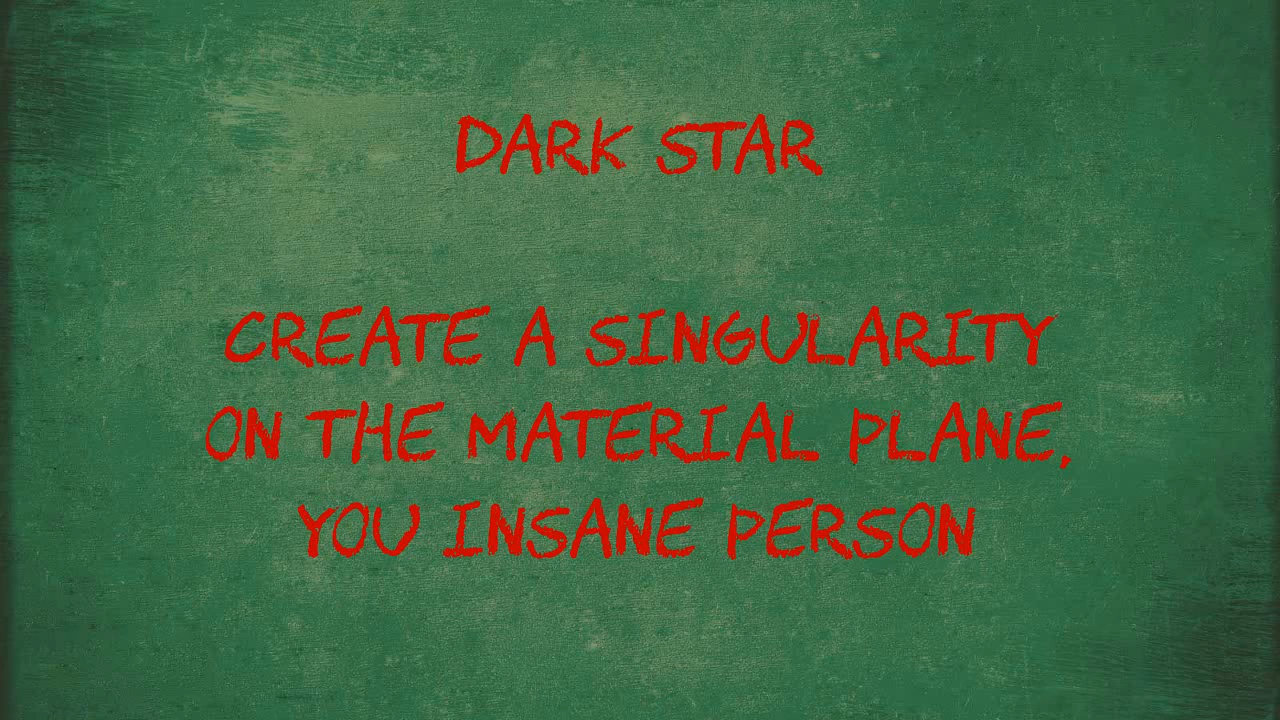 DARK STAR
CREATE A SINGULARITY
ON THE MATERIAL PLANE,
YOU INSANE PERSON